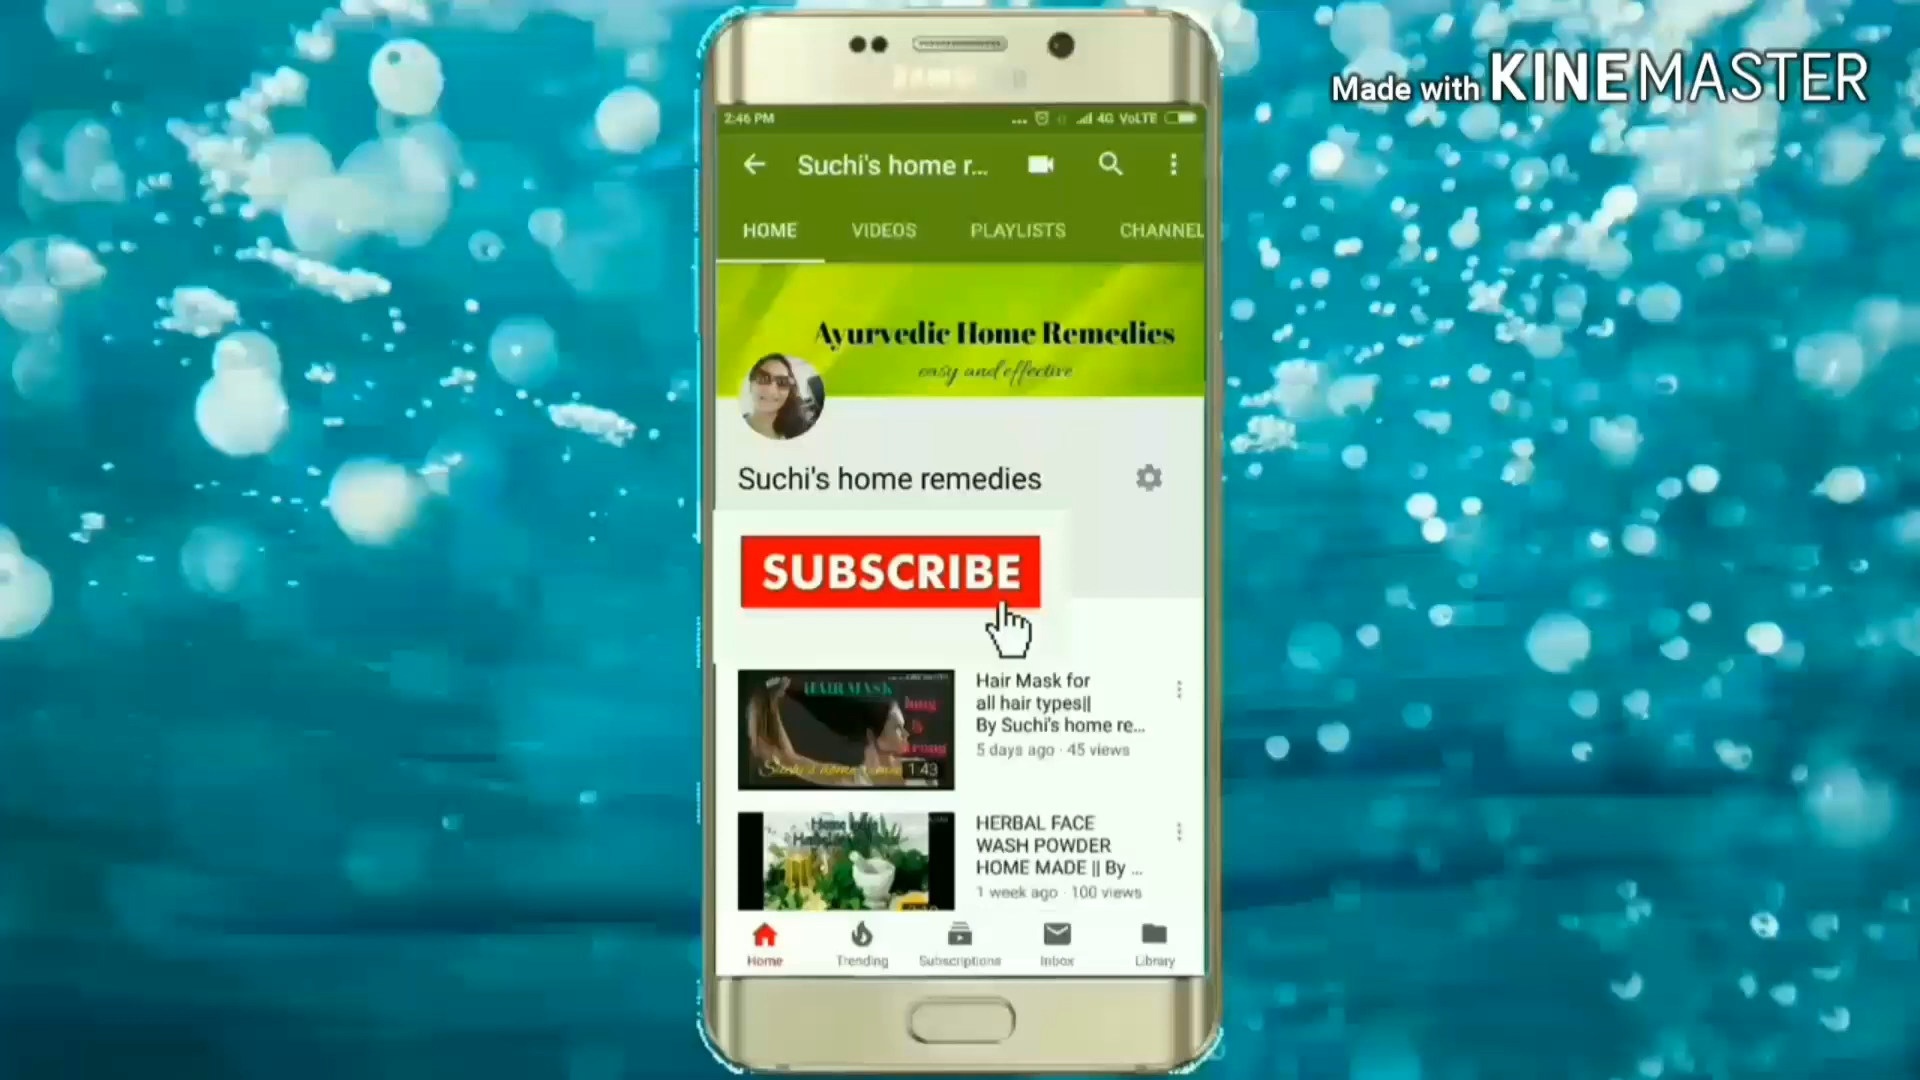 Made with KINEMASTER
SAMSUNG
2:46 PM
4G VoLTE
Suchi's home r...
HOME VIDEOS PLAYLISTS CHANNEL
Ayurvedic Home Remedies
easy and effective
Suchi's home remedies
SUBSCRIBE
HAIR MASK
long
&
strong
1:43
Hair Mask for
all hair types||
By Suchi's home re...
5 days ago · 45 views
HERBAL FACE
WASH POWDER
HOME MADE || By ...
1 week ago · 100 views
Home Trending Subscriptions Inbox Library